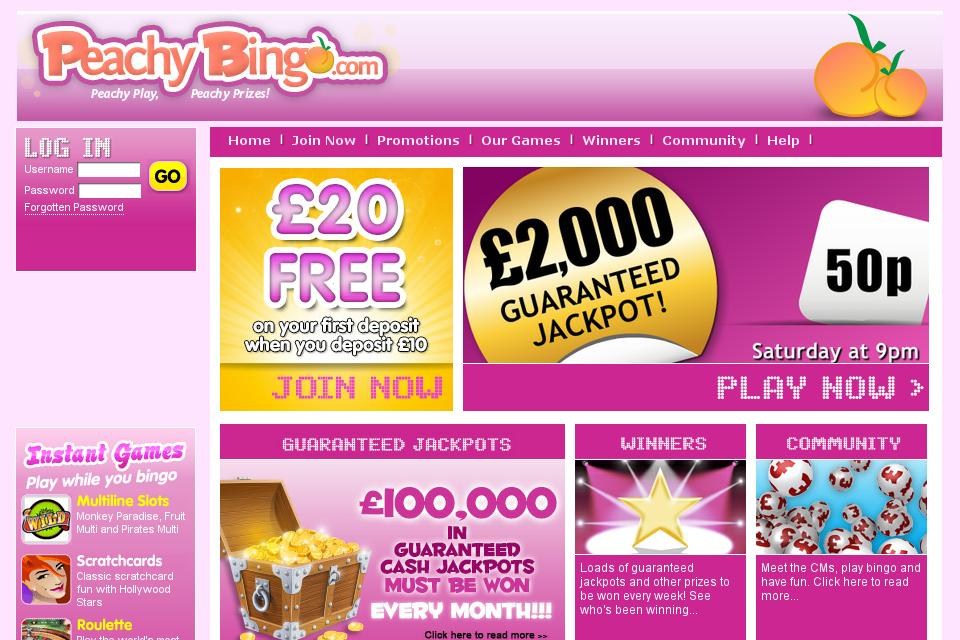 PeachyBingo.com
Peachy Play, Peachy Prizes!
LOG IN
Username
Password
GO
Forgotten Password
Home | Join Now | Promotions | Our Games | Winners | Community | Help |
£20
FREE
on your first deposit
when you deposit £10
JOIN NOW
£2,000
GUARANTEED
JACKPOT!
50p
Saturday at 9pm
PLAY NOW >
Instant Games
Play while you bingo
WILD
Multiline Slots
Monkey Paradise, Fruit
Multi and Pirates Multi
Scratchcards
Classic scratchcard
fun with Hollywood
Stars
Roulette
Play the world's most
GUARANTEED JACKPOTS
£100,000
IN
GUARANTEED
CASH JACKPOTS
MUST BE WON
EVERY MONTH!!!
Click here to read more >>
WINNERS
Loads of guaranteed
jackpots and other prizes to
be won every week! See
who's been winning...
COMMUNITY
Meet the CMs, play bingo and
have fun. Click here to read
more...